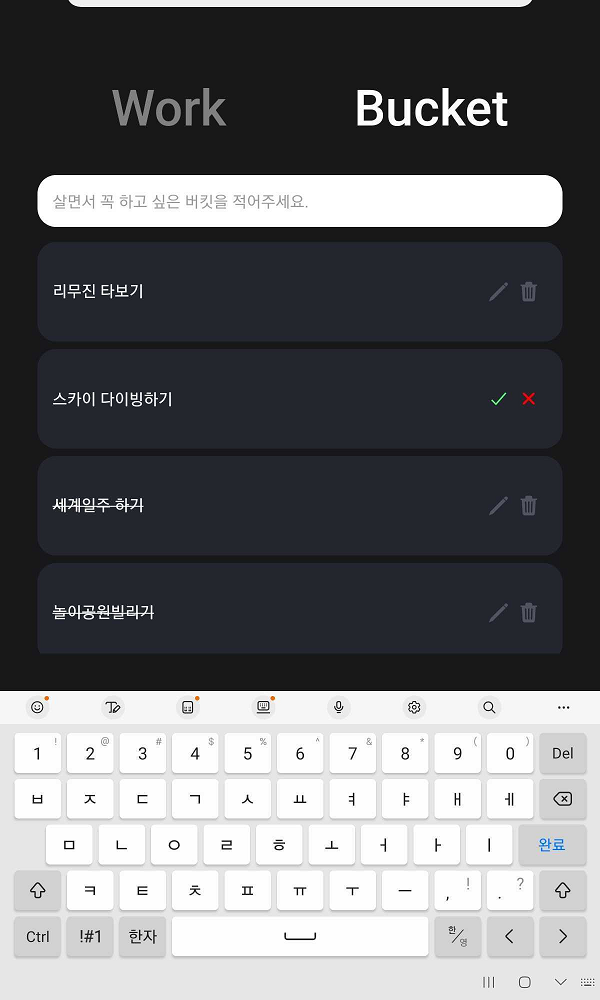 Work Bucket
살면서 꼭 하고 싶은 버킷을 적어주세요.
리무진 타보기
스카이 다이빙하기
세계일주 하기
놀이공원빌리기
1 ! 2 @ 3 # 4 $ 5 % 6 ^ 7 & 8 * 9 ( 0 ) Del
ㅂ ㅈ ㄷ ㄱ ㅅ ㅛ ㅕ ㅑ ㅐ ㅔ
ㅁ ㄴ ㅇ ㄹ ㅎ ㅗ ㅓ ㅏ ㅣ 완료
ㅋ ㅌ ㅊ ㅍ ㅠ ㅜ ㅡ , ! . ?
Ctrl !#1 한자 한/영